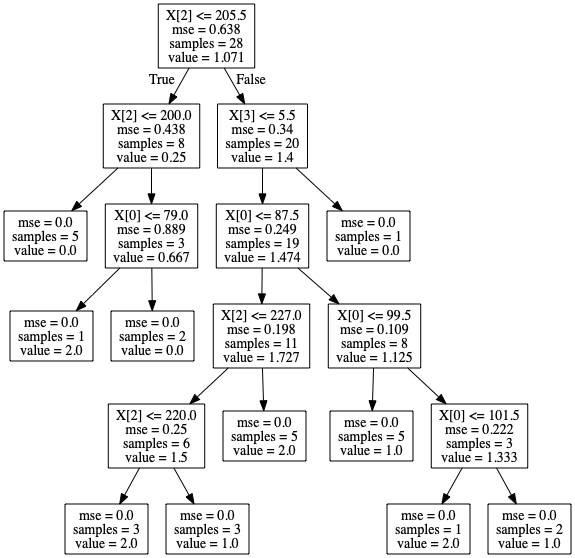 X[2] <= 205.5
mse = 0.638
samples = 28
value = 1.071
True
False
X[2] <= 200.0
mse = 0.438
samples = 8
value = 0.25
X[3] <= 5.5
mse = 0.34
samples = 20
value = 1.4
mse = 0.0
samples = 5
value = 0.0
X[0] <= 79.0
mse = 0.889
samples = 3
value = 0.667
X[0] <= 87.5
mse = 0.249
samples = 19
value = 1.474
mse = 0.0
samples = 1
value = 0.0
mse = 0.0
samples = 1
value = 2.0
mse = 0.0
samples = 2
value = 0.0
X[2] <= 227.0
mse = 0.198
samples = 11
value = 1.727
X[0] <= 99.5
mse = 0.109
samples = 8
value = 1.125
X[2] <= 220.0
mse = 0.25
samples = 6
value = 1.5
mse = 0.0
samples = 5
value = 2.0
mse = 0.0
samples = 5
value = 1.0
X[0] <= 101.5
mse = 0.222
samples = 3
value = 1.333
mse = 0.0
samples = 3
value = 2.0
mse = 0.0
samples = 3
value = 1.0
mse = 0.0
samples = 1
value = 2.0
mse = 0.0
samples = 2
value = 1.0